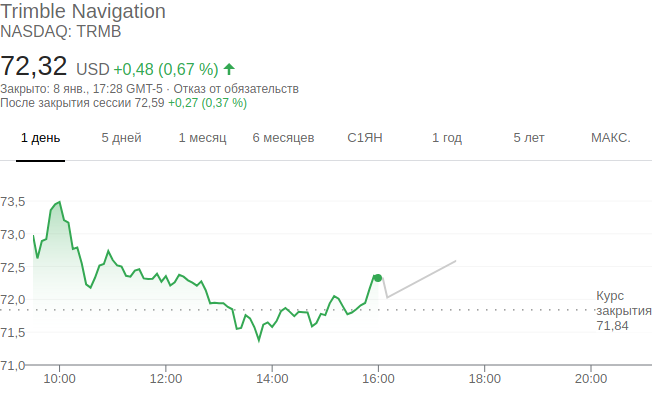 Trimble Navigation
NASDAQ: TRMB
72,32 USD +0,48 (0,67 %)
Закрыто: 8 янв., 17:28 GMT-5 · Отказ от обязательств
После закрытия сессии 72,59 +0,27 (0,37 %)
1 день 5 дней 1 месяц 6 месяцев С1ЯН 1 год 5 лет МАКС.
73,5
73,0
72,5
72,0
Курс
закрытия
71,84
71,5
71,0
10:00 12:00 14:00 16:00 18:00 20:00